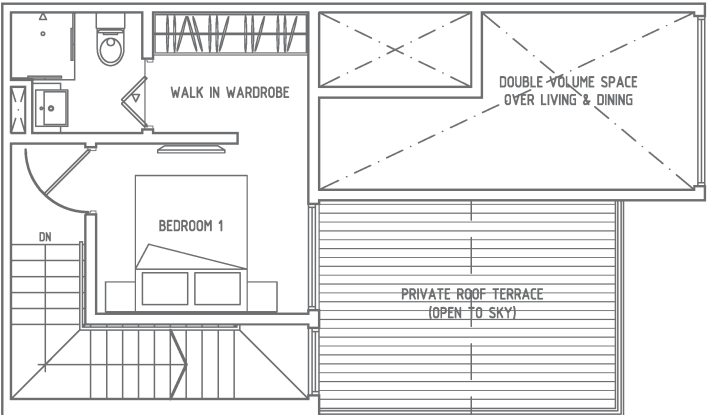 WALK IN WARDROBE
DOUBLE VOLUME SPACE
OVER LIVING & DINING
BEDROOM 1
DN
PRIVATE ROOF TERRACE
(OPEN TO SKY)